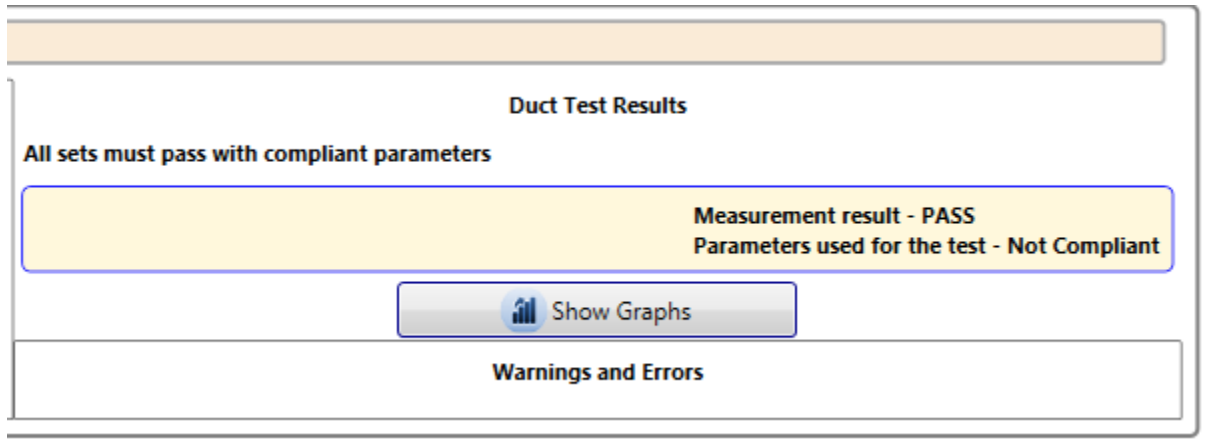 Duct Test Results
All sets must pass with compliant parameters
Measurement result - PASS
Parameters used for the test - Not Compliant
Show Graphs
Warnings and Errors